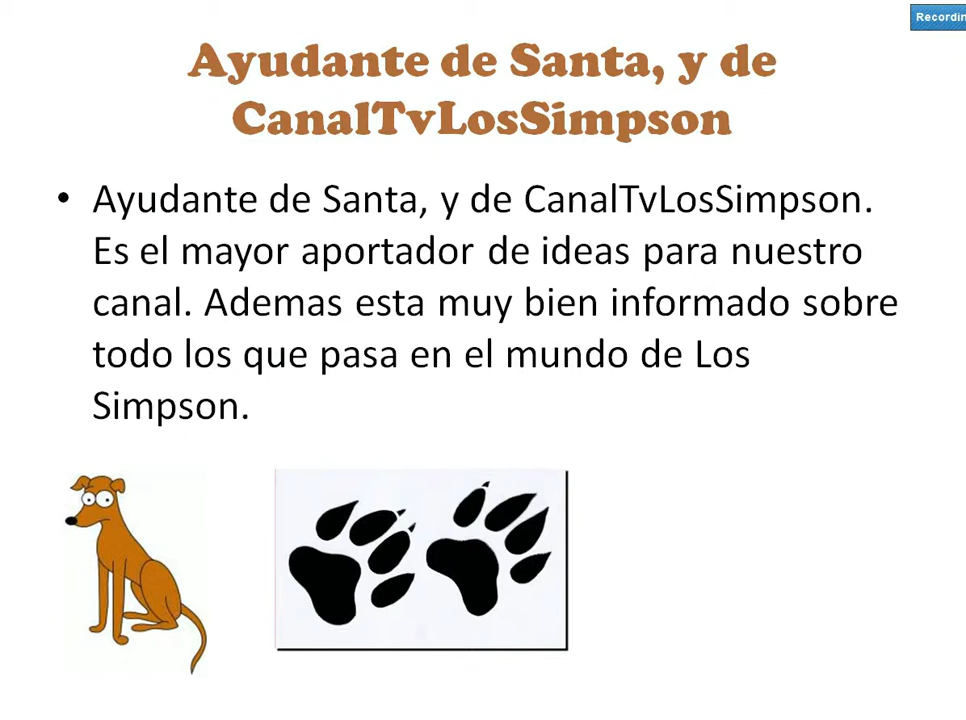 Recordin
Ayudante de Santa, y de
CanalTvLosSimpson
• Ayudante de Santa, y de CanalTvLosSimpson.
Es el mayor aportador de ideas para nuestro
canal. Ademas esta muy bien informado sobre
todo los que pasa en el mundo de Los
Simpson.